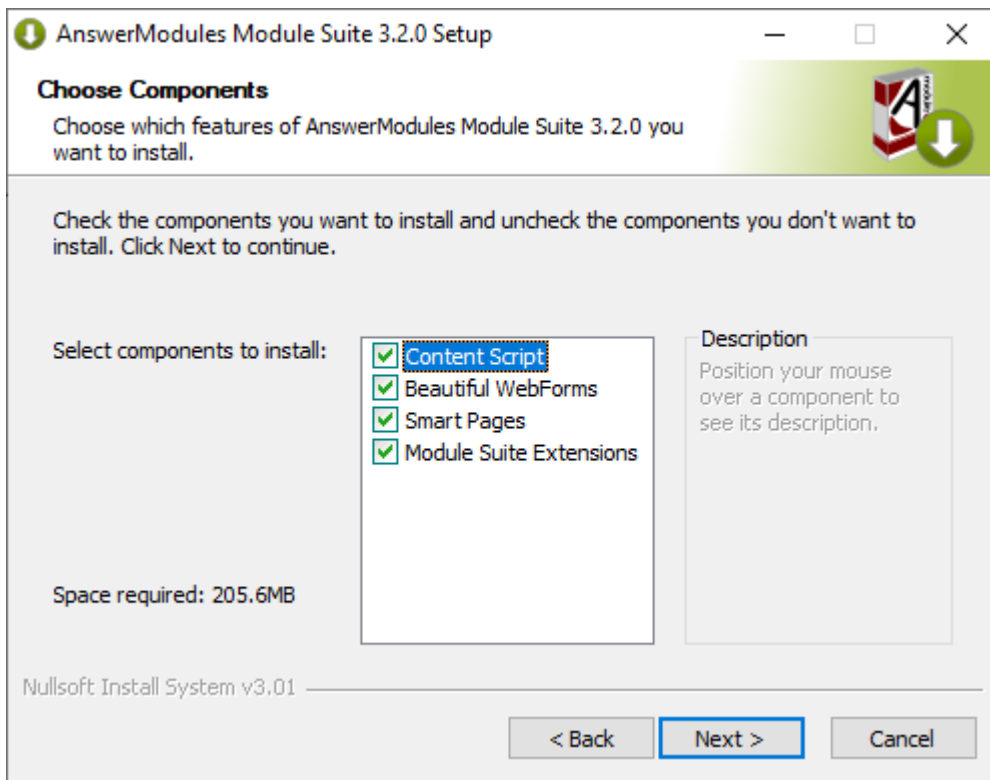 AnswerModules Module Suite 3.2.0 Setup
Choose Components
Choose which features of AnswerModules Module Suite 3.2.0 you
want to install.
Check the components you want to install and uncheck the components you don't want to
install. Click Next to continue.
Select components to install:
Content Script
Beautiful WebForms
Smart Pages
Module Suite Extensions
Description
Position your mouse
over a component to
see its description.
Space required: 205.6MB
Nullsoft Install System v3.01
< Back
Next >
Cancel